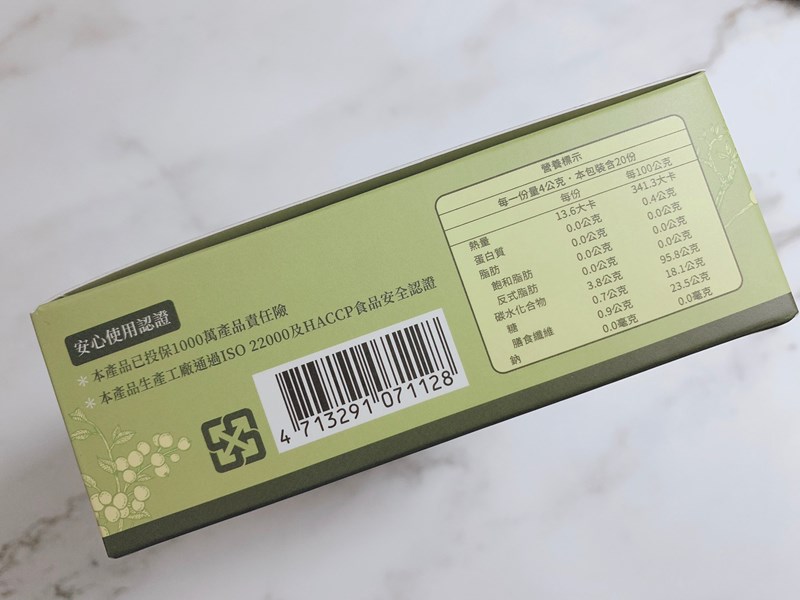 安心使用認證
＊本產品已投保1000萬產品責任險
＊本產品生產工廠通過ISO 22000及HACCP食品安全認證
4 713291 071128
營養標示
每一份量4公克，本包裝含20份
每份 每100公克
熱量 13.6大卡 341.3大卡
蛋白質 0.0公克 0.4公克
脂肪 0.0公克 0.0公克
飽和脂肪 0.0公克 0.0公克
反式脂肪 0.0公克 0.0公克
碳水化合物 3.8公克 95.8公克
糖 0.7公克 18.1公克
膳食纖維 0.9公克 23.5公克
鈉 0.0毫克 0.0毫克